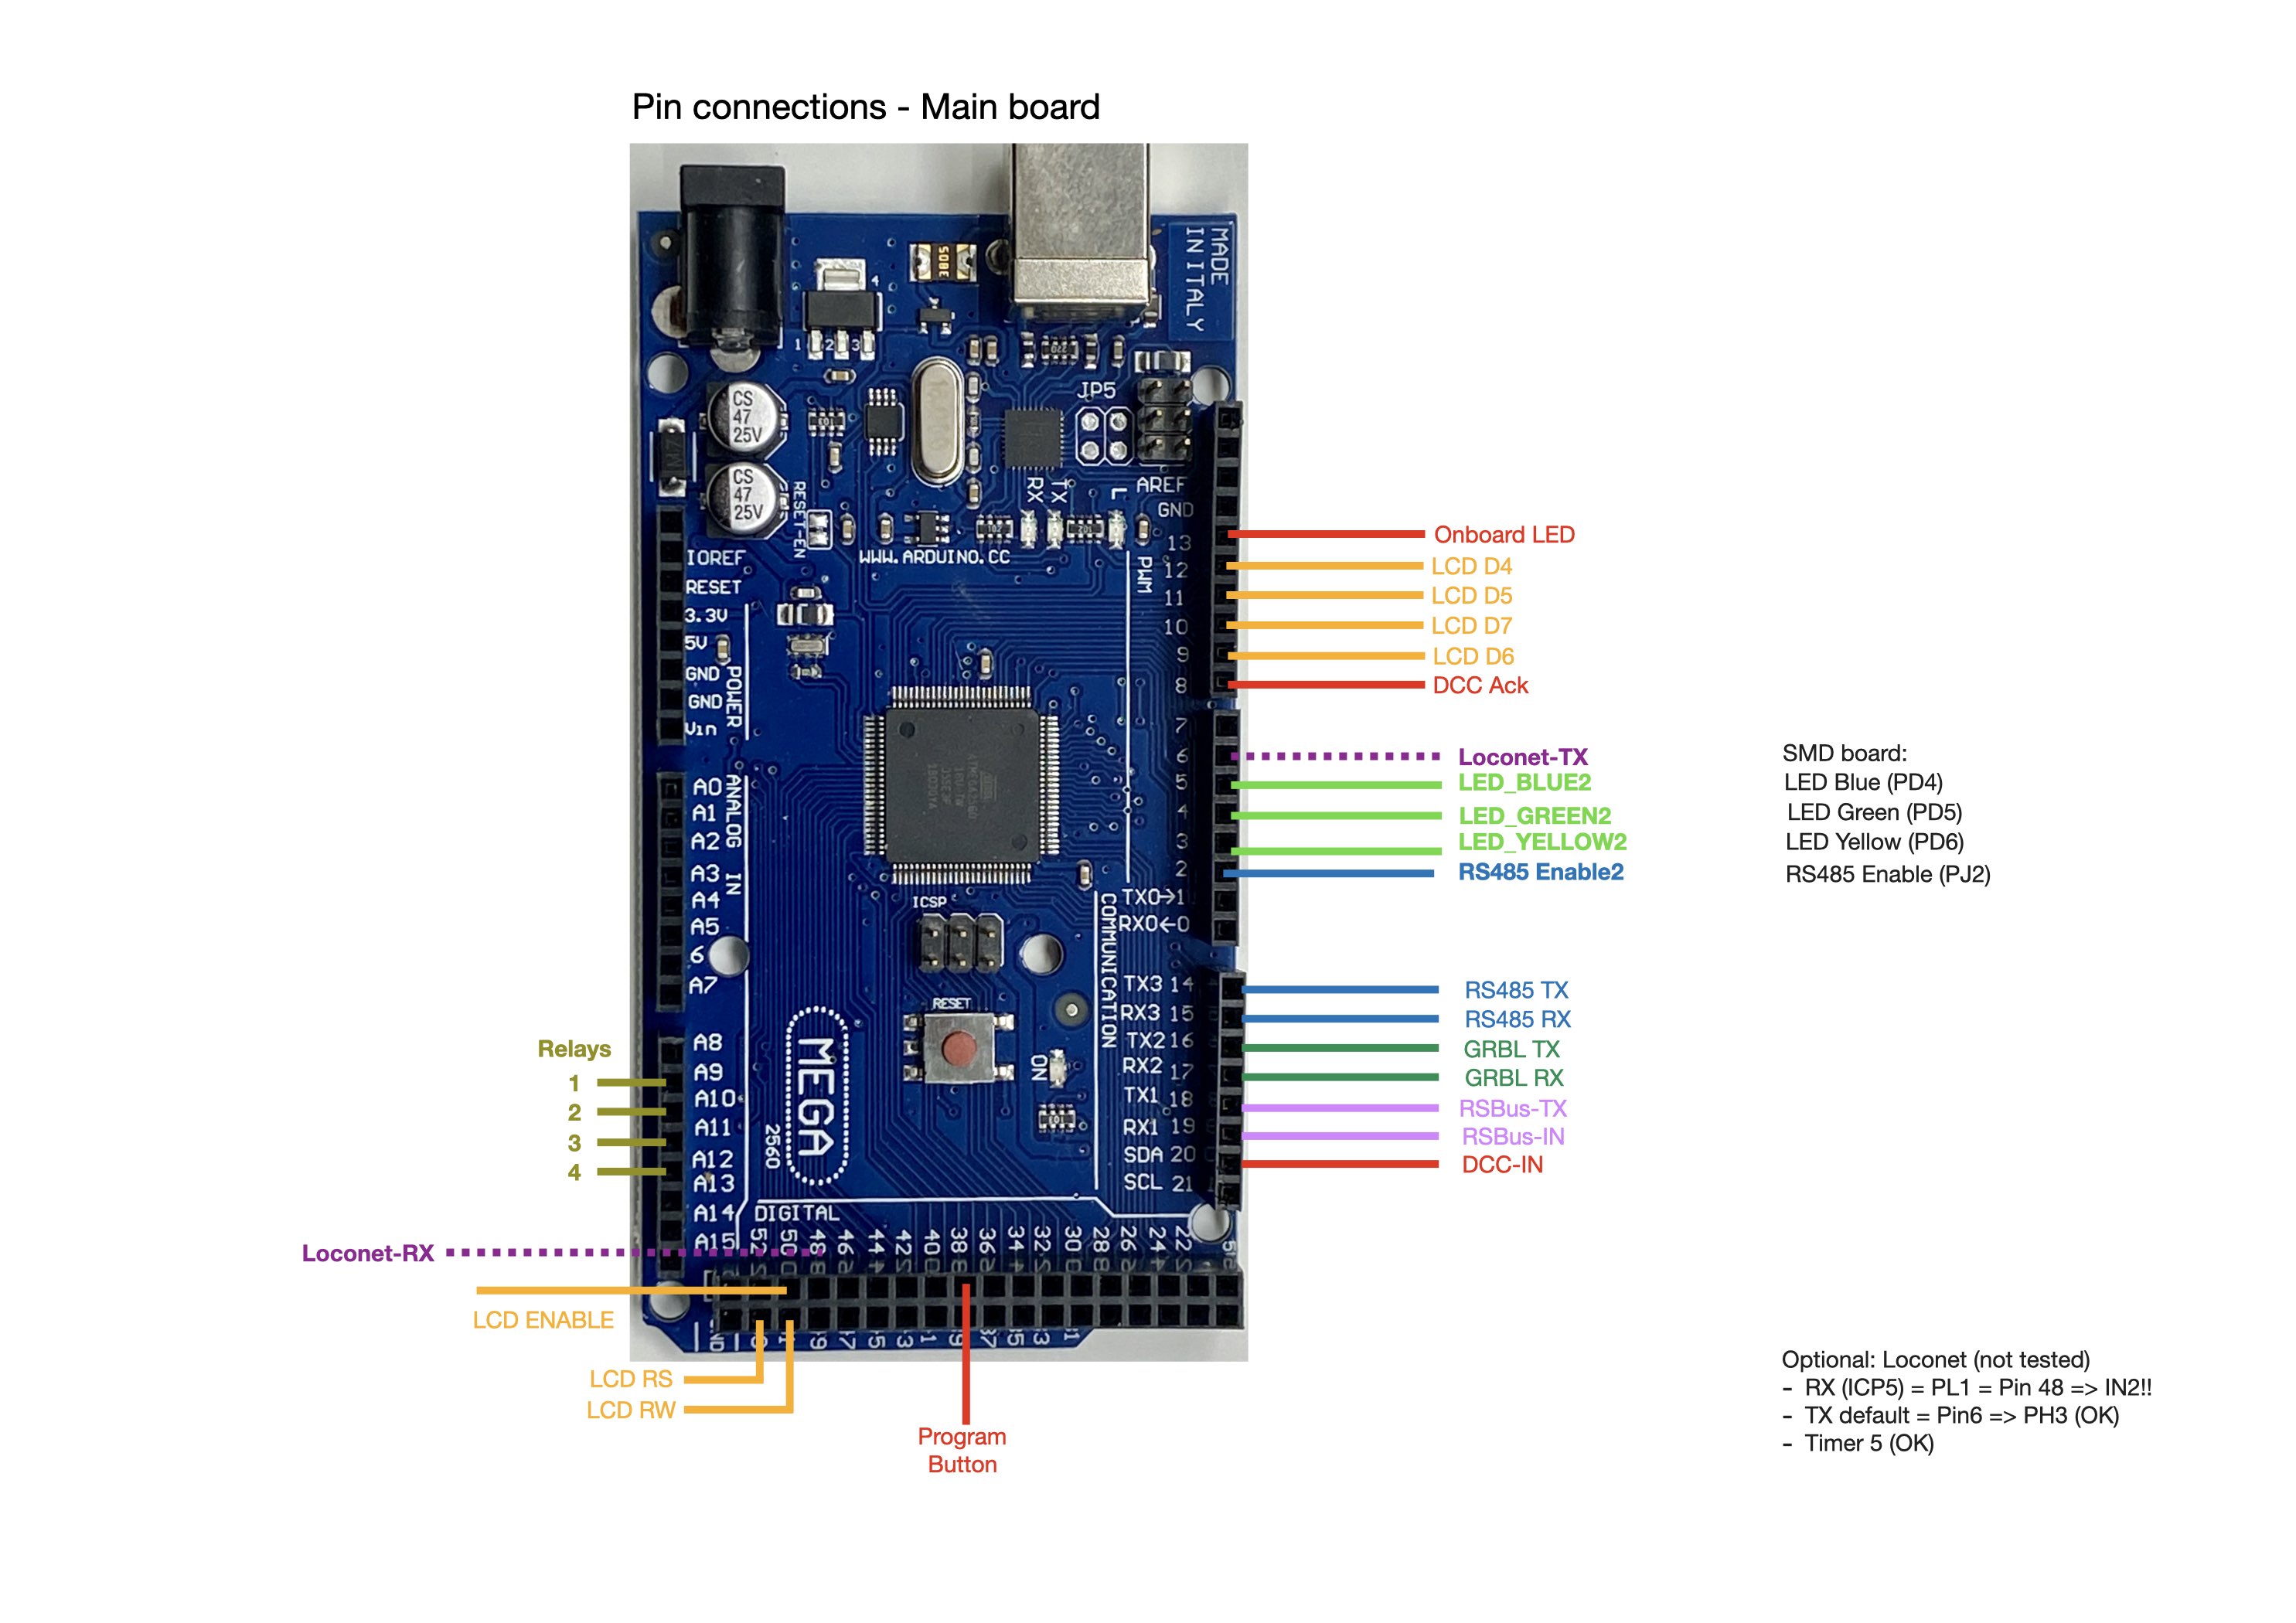 Pin connections - Main board
MADE
IN ITALY
4
1 2 3
CS
47
25V
CS
47
25V
JP5
RESET-EN
RX
TX
L
AREF
GND
WWW.ARDUINO.CC
13
12
11
10
9
8
PWM
7
6
5
4
3
2
TX0→1
RX0←0
IOREF
RESET
3.3V
5V
GND
GND
Vin
POWER
A0
A1
A2
A3
A4
A5
6
A7
ANALOG IN
A8
A9
A10
A11
A12
A13
A14
A15
ICSP
RESET
ON
MEGA
2560
COMMUNICATION
TX3 14
RX3 15
TX2 16
RX2 17
TX1 18
RX1 19
SDA 20
SCL 21
DIGITAL
52 50 48 46 44 42 40 38 36 34 32 30 28 26 24 22
Onboard LED
LCD D4
LCD D5
LCD D7
LCD D6
DCC Ack
Loconet-TX
LED_BLUE2
LED_GREEN2
LED_YELLOW2
RS485 Enable2
SMD board:
LED Blue (PD4)
LED Green (PD5)
LED Yellow (PD6)
RS485 Enable (PJ2)
RS485 TX
RS485 RX
GRBL TX
GRBL RX
RSBus-TX
RSBus-IN
DCC-IN
Relays
1
2
3
4
Loconet-RX
LCD ENABLE
LCD RS
LCD RW
Program
Button
Optional: Loconet (not tested)
- RX (ICP5) = PL1 = Pin 48 => IN2!!
- TX default = Pin6 => PH3 (OK)
- Timer 5 (OK)